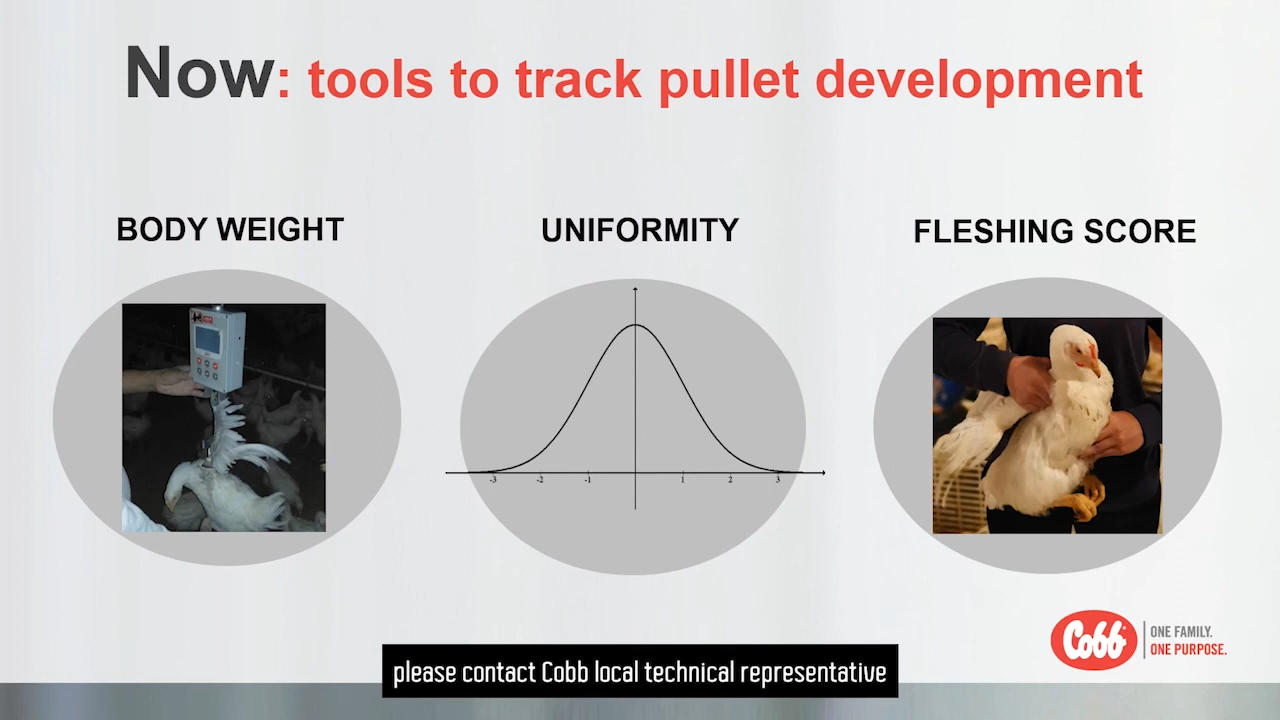 Now: tools to track pullet development
BODY WEIGHT
UNIFORMITY
FLESHING SCORE
-3 -2 -1 1 2 3
Cobb
ONE FAMILY.
ONE PURPOSE.
please contact Cobb local technical representative